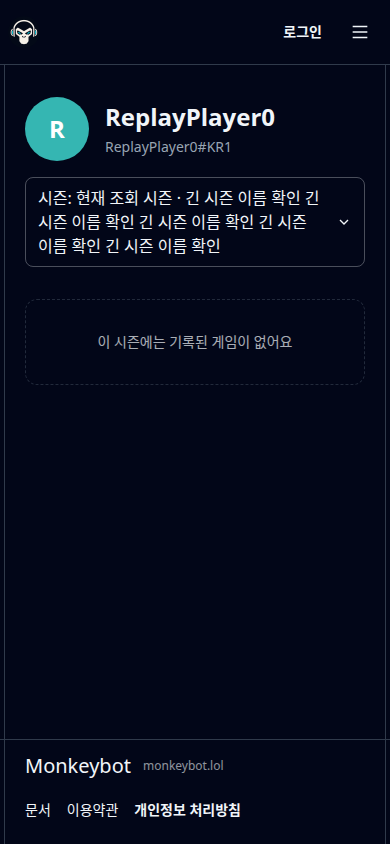 로그인
R
ReplayPlayer0
ReplayPlayer0#KR1
시즌: 현재 조회 시즌 · 긴 시즌 이름 확인 긴
시즌 이름 확인 긴 시즌 이름 확인 긴 시즌
이름 확인 긴 시즌 이름 확인
이 시즌에는 기록된 게임이 없어요
Monkeybot monkeybot.lol
문서 이용약관 개인정보 처리방침